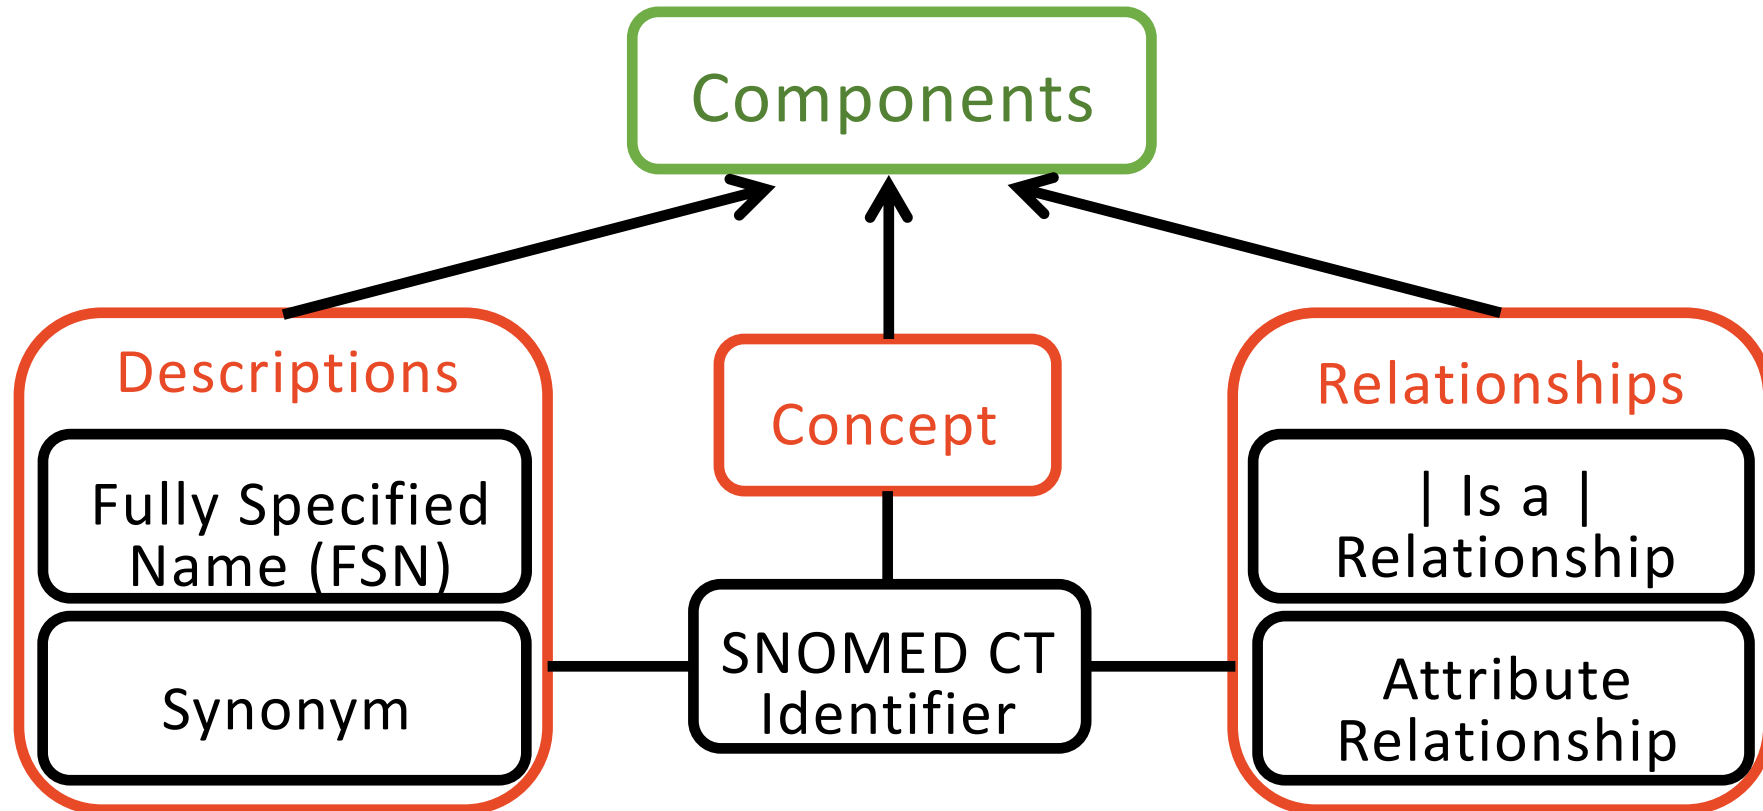 Components
Descriptions
Fully Specified
Name (FSN)
Synonym
Concept
SNOMED CT
Identifier
Relationships
| Is a |
Relationship
Attribute
Relationship